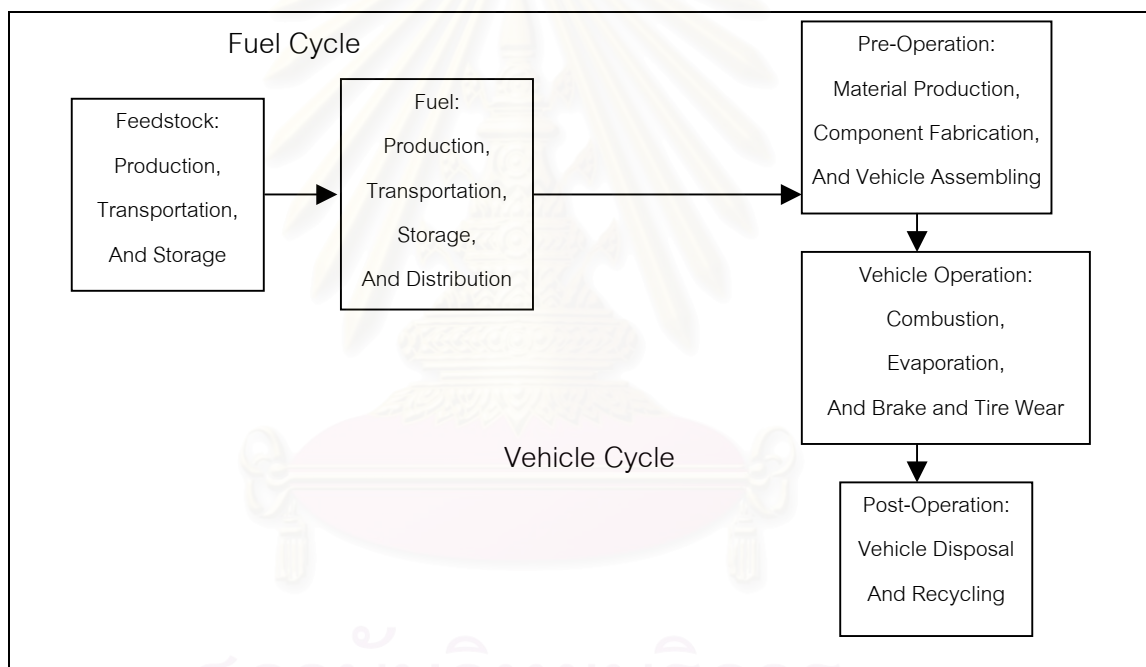 Fuel Cycle
Feedstock:
Production,
Transportation,
And Storage
Fuel:
Production,
Transportation,
Storage,
And Distribution
Pre-Operation:
Material Production,
Component Fabrication,
And Vehicle Assembling
Vehicle Operation:
Combustion,
Evaporation,
And Brake and Tire Wear
Vehicle Cycle
Post-Operation:
Vehicle Disposal
And Recycling